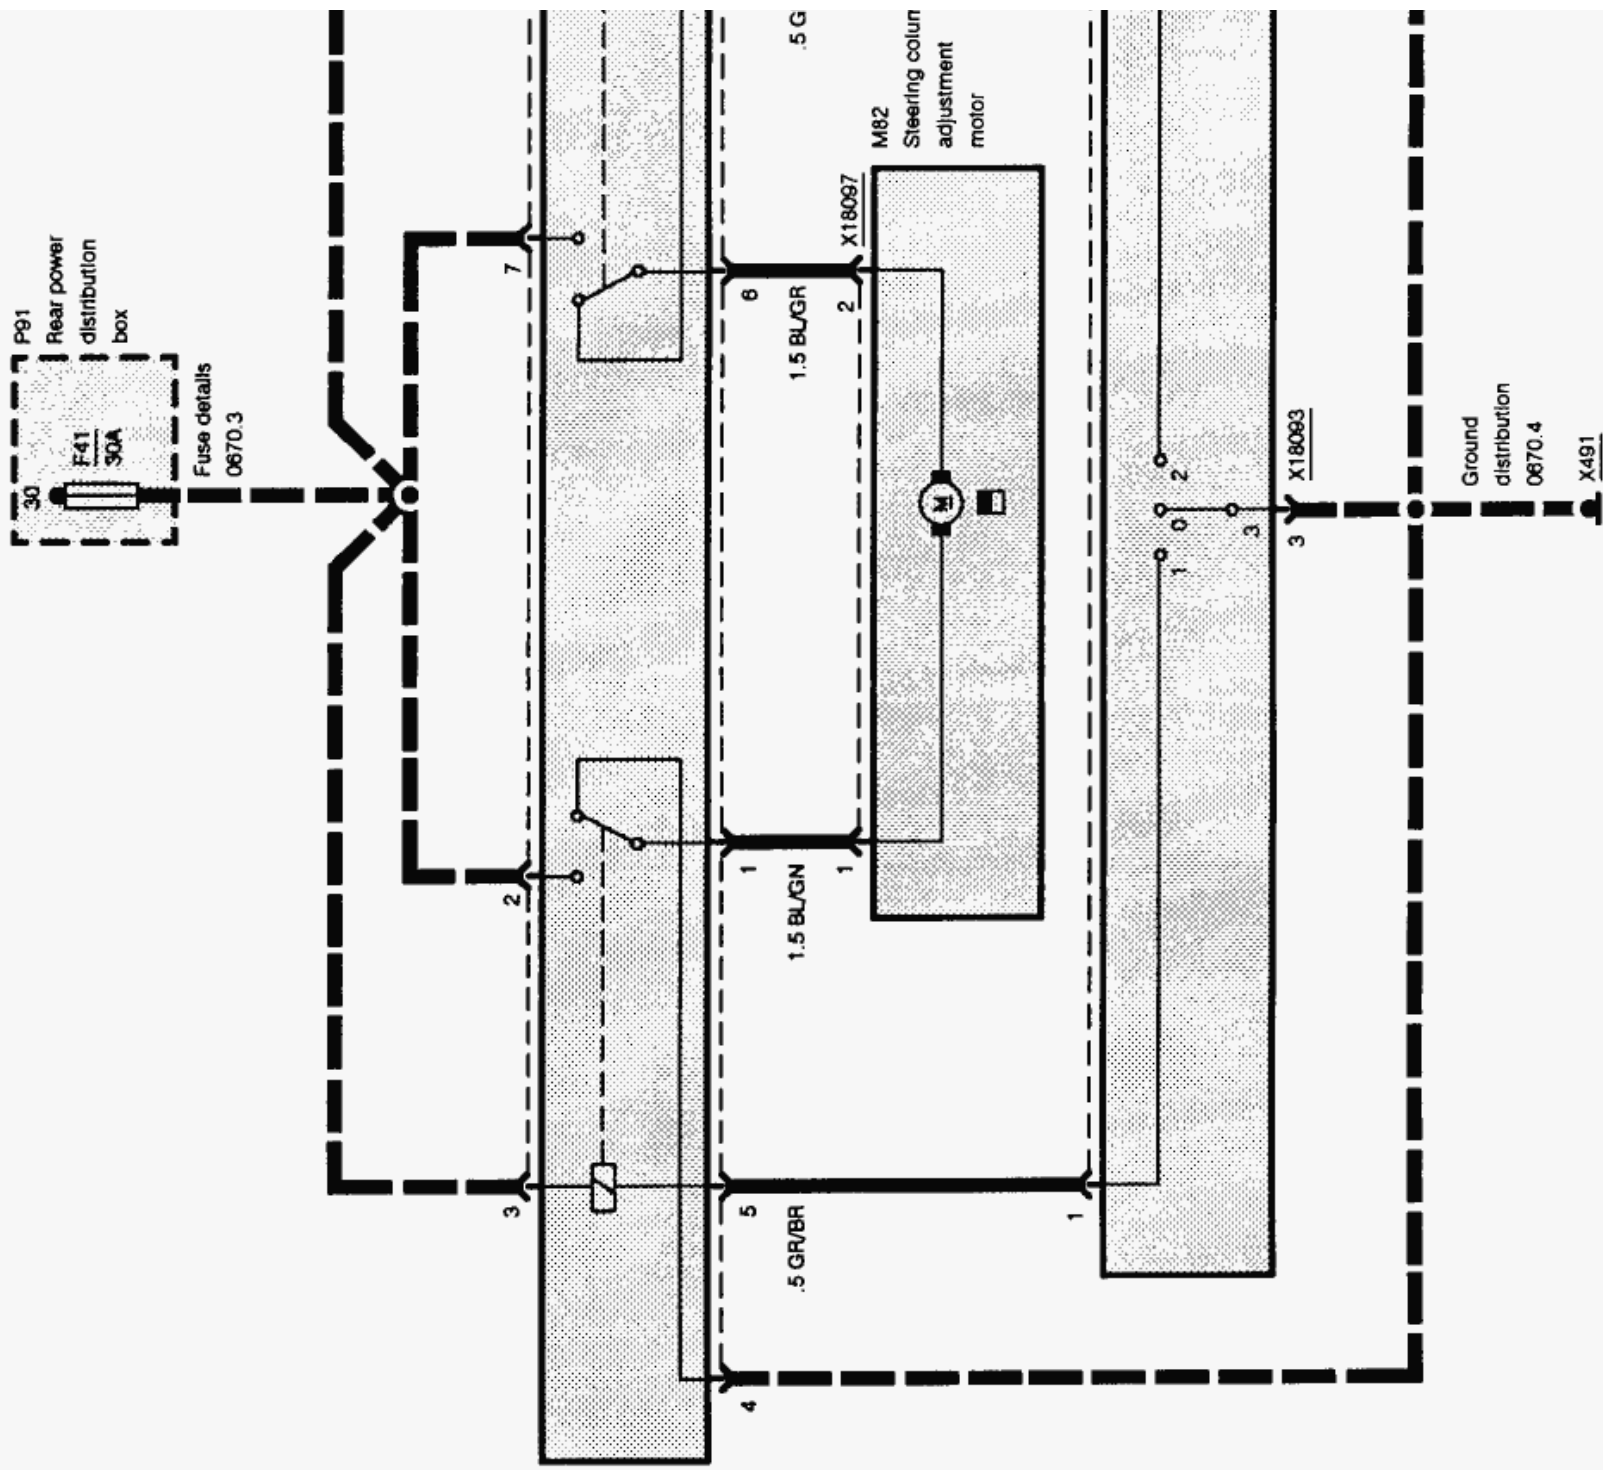 P91
Rear power
distribution
box
30
F41
30A
Fuse details
0670.3
7
2
3
.5 G
6
1.5 BL/GR
2
X18097
M82
Steering colum
adjustment
motor
M
1
1.5 BL/GN
1
5
.5 GR/BR
1
4
2
0
1
3
3
X18093
Ground
distribution
0670.4
X491